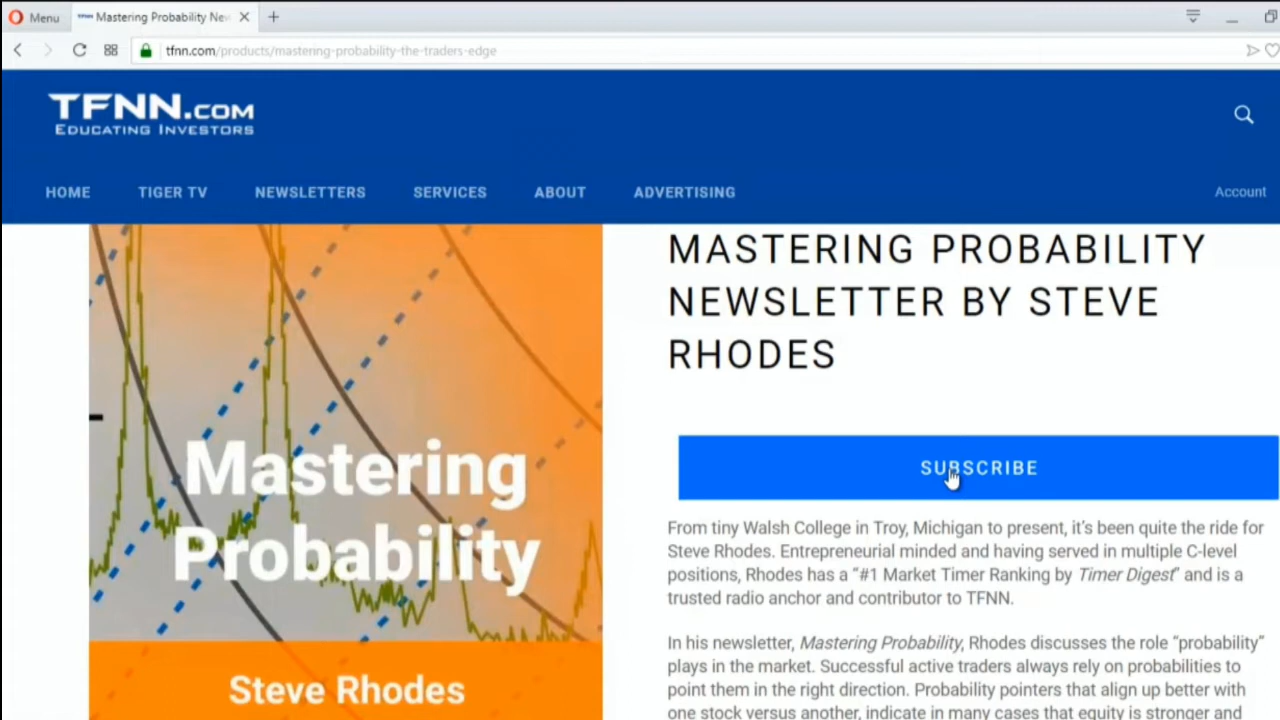 Menu
TFNN Mastering Probability Nev
tfnn.com/products/mastering-probability-the-traders-edge
TFNN.COM
EDUCATING INVESTORS
HOME
TIGER TV
NEWSLETTERS
SERVICES
ABOUT
ADVERTISING
Account
Mastering
Probability
Steve Rhodes
MASTERING PROBABILITY
NEWSLETTER BY STEVE
RHODES
SUBSCRIBE
From tiny Walsh College in Troy, Michigan to present, it's been quite the ride for
Steve Rhodes. Entrepreneurial minded and having served in multiple C-level
positions, Rhodes has a “#1 Market Timer Ranking by Timer Digest” and is a
trusted radio anchor and contributor to TFNN.
In his newsletter, Mastering Probability, Rhodes discusses the role “probability”
plays in the market. Successful active traders always rely on probabilities to
point them in the right direction. Probability pointers that align up better with
one stock versus another, indicate in many cases that equity is stronger and